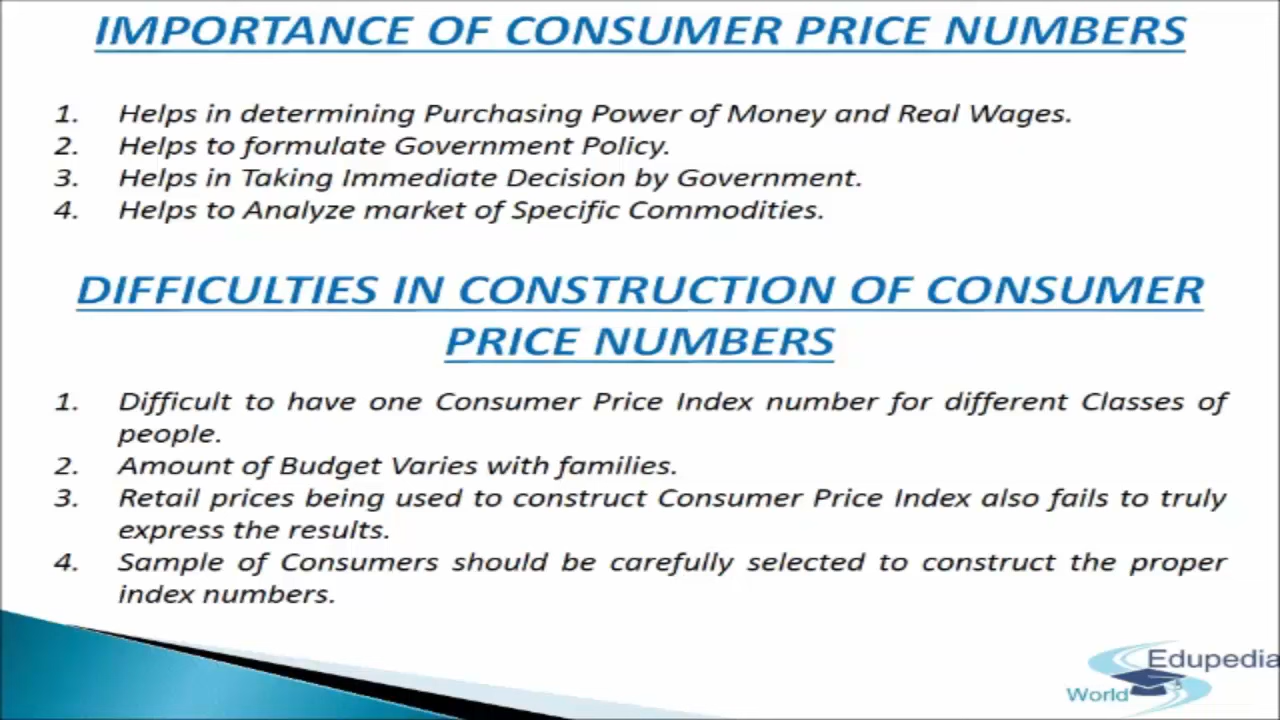 IMPORTANCE OF CONSUMER PRICE NUMBERS
1. Helps in determining Purchasing Power of Money and Real Wages.
2. Helps to formulate Government Policy.
3. Helps in Taking Immediate Decision by Government.
4. Helps to Analyze market of Specific Commodities.
DIFFICULTIES IN CONSTRUCTION OF CONSUMER
PRICE NUMBERS
1. Difficult to have one Consumer Price Index number for different Classes of
people.
2. Amount of Budget Varies with families.
3. Retail prices being used to construct Consumer Price Index also fails to truly
express the results.
4. Sample of Consumers should be carefully selected to construct the proper
index numbers.
Edupedia
World